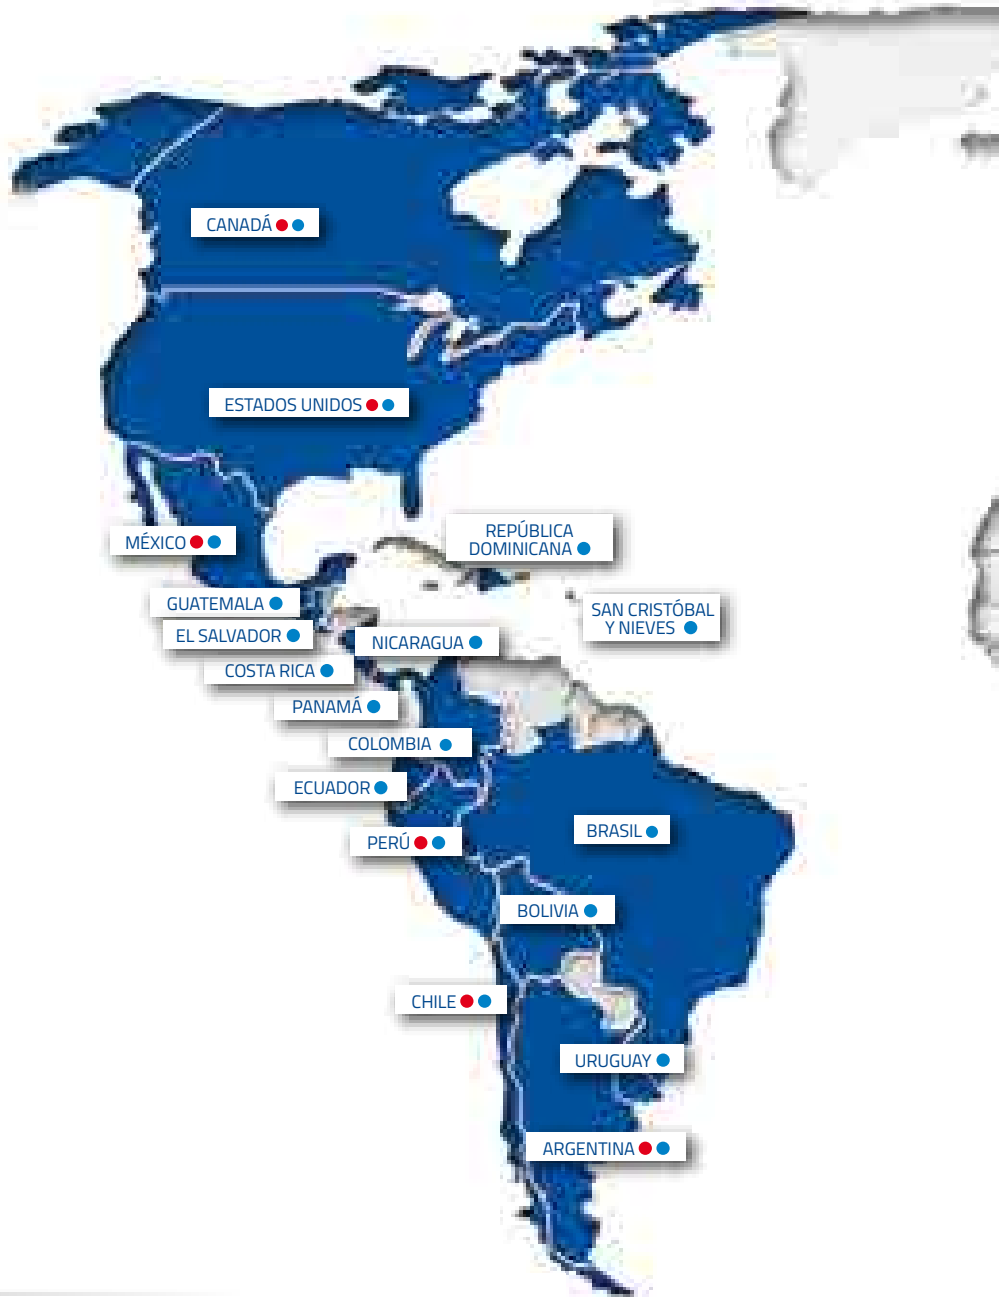 CANADÁ
ESTADOS UNIDOS
MÉXICO
REPÚBLICA
DOMINICANA
GUATEMALA
SAN CRISTÓBAL
Y NIEVES
EL SALVADOR
NICARAGUA
COSTA RICA
PANAMÁ
COLOMBIA
ECUADOR
BRASIL
PERÚ
BOLIVIA
CHILE
URUGUAY
ARGENTINA